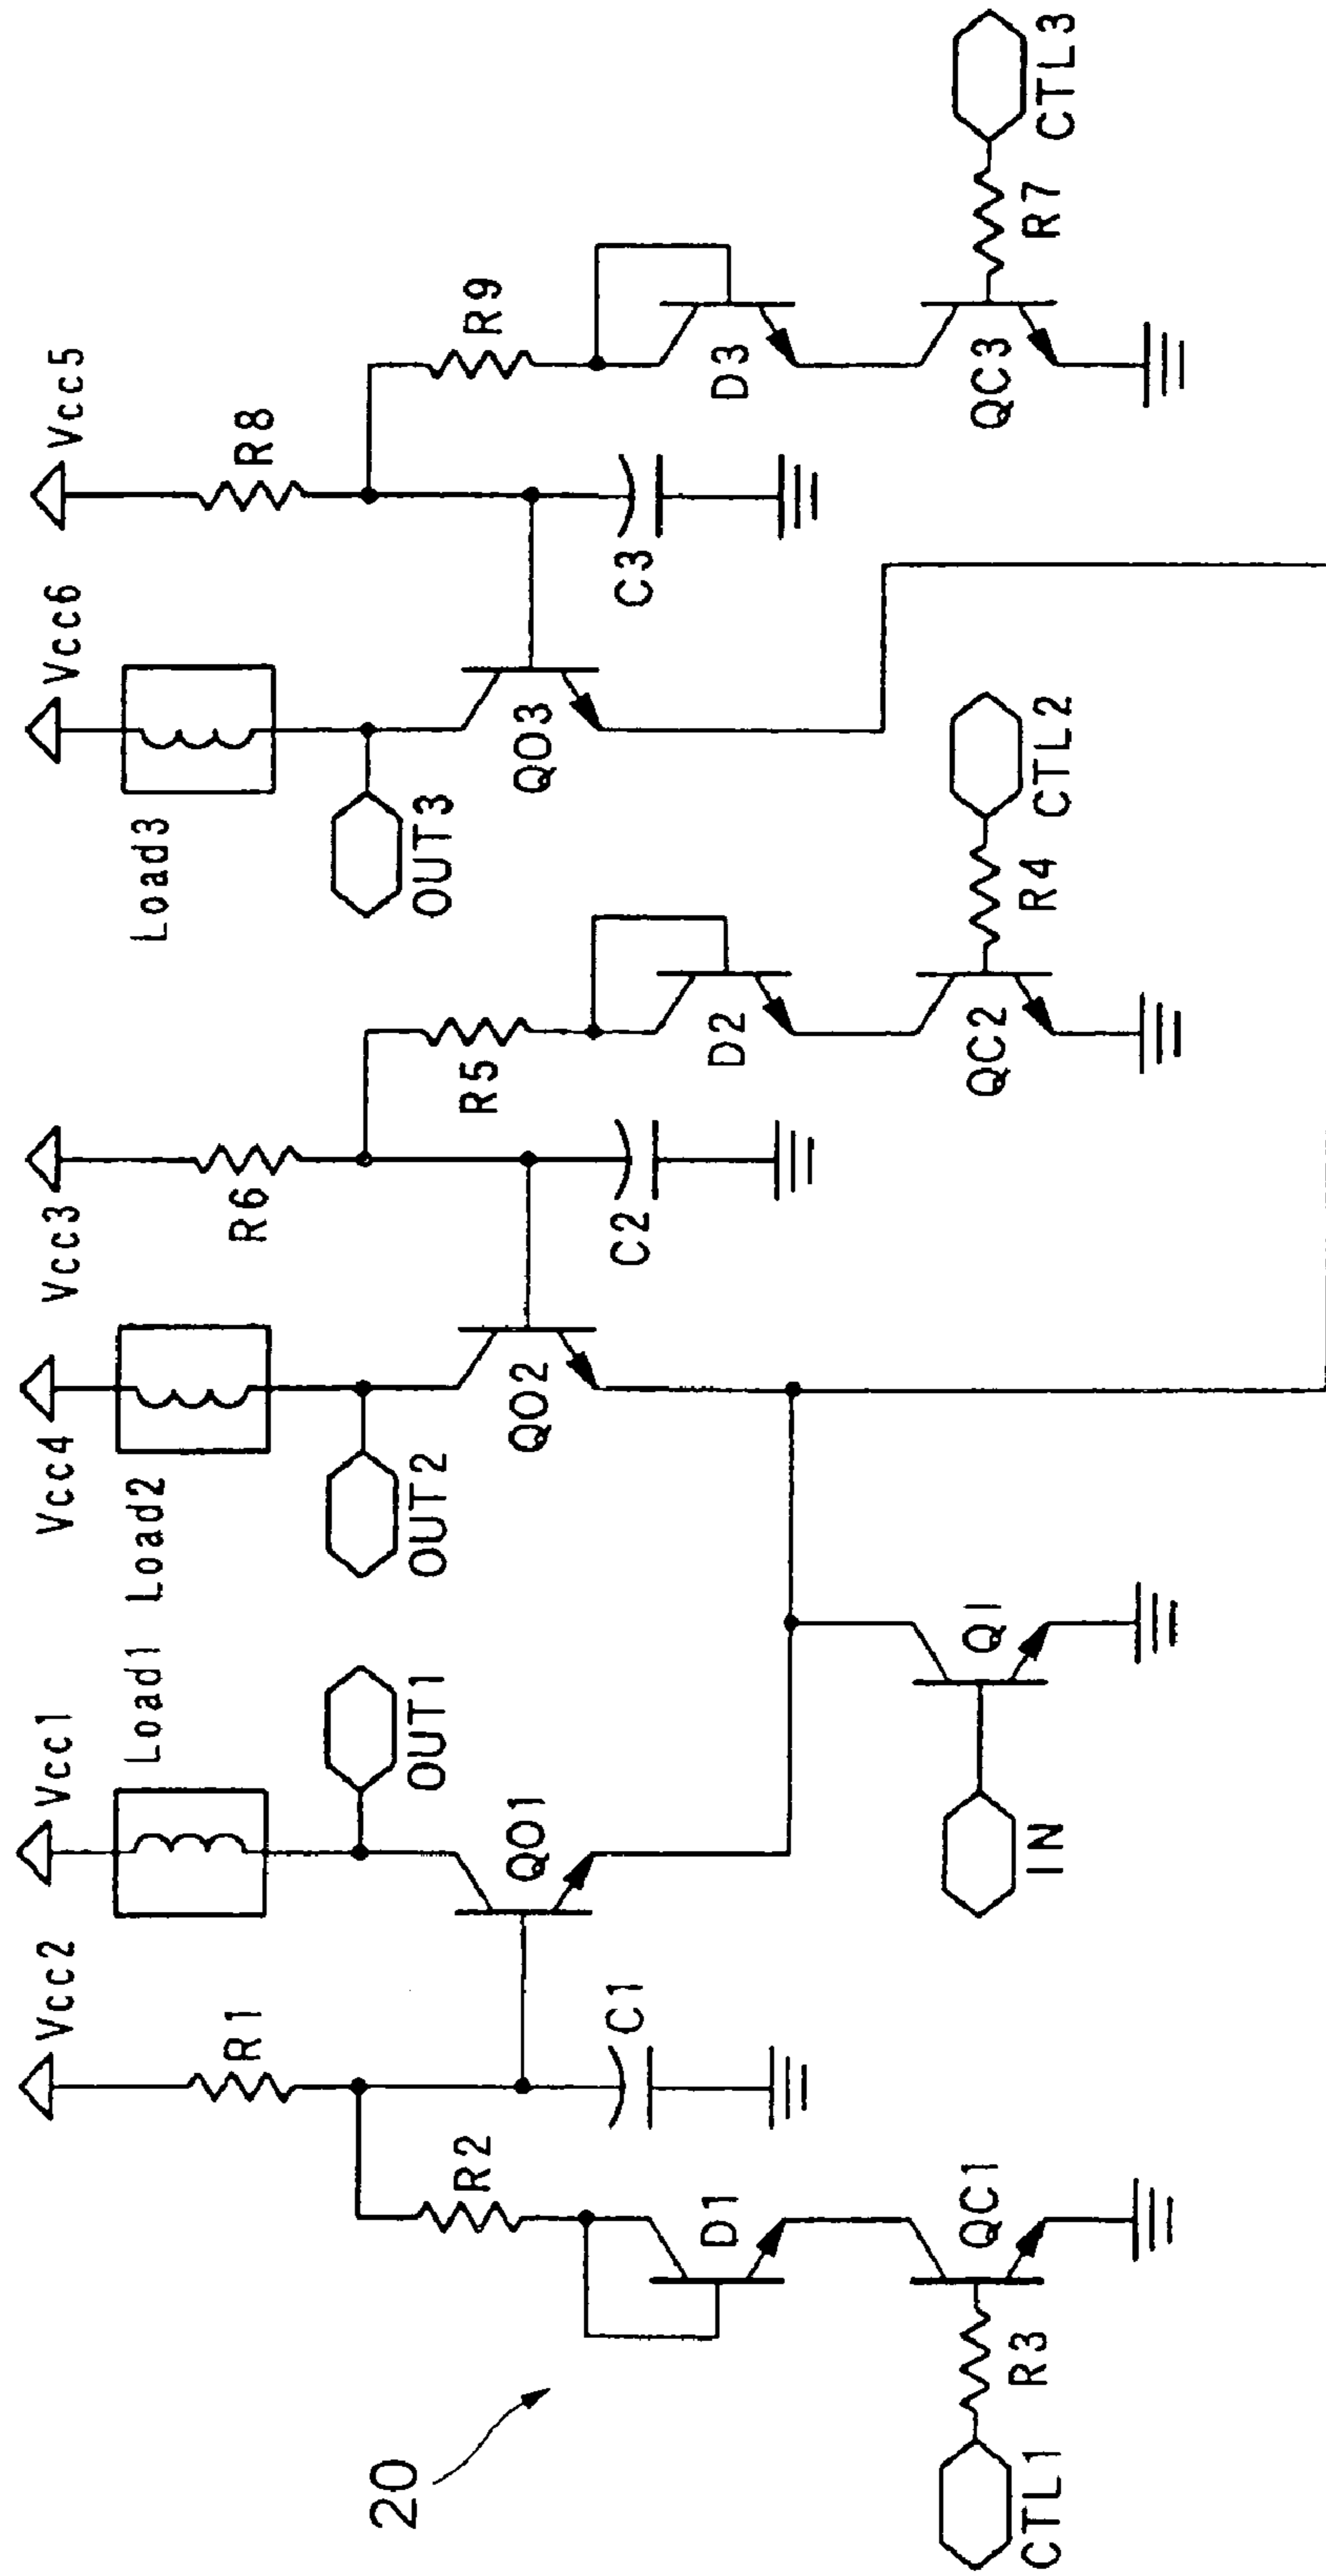 20
Vcc2
Vcc1
Vcc4
Vcc3
Vcc6
Vcc5
R1
Load1
Load2
R6
Load3
R8
R2
OUT1
OUT2
R5
OUT3
R9
D1
C1
QO1
QO2
C2
D2
QO3
C3
D3
CTL1
R3
QC1
IN
Q1
QC2
R4
CTL2
QC3
R7
CTL3